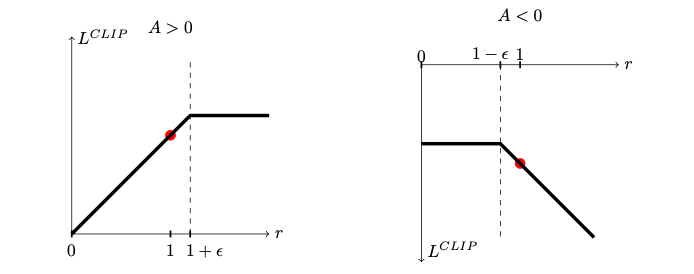 A > 0
L^{CLIP}
r
0
1
1 + ϵ
A < 0
0
1 − ϵ
1
r
L^{CLIP}